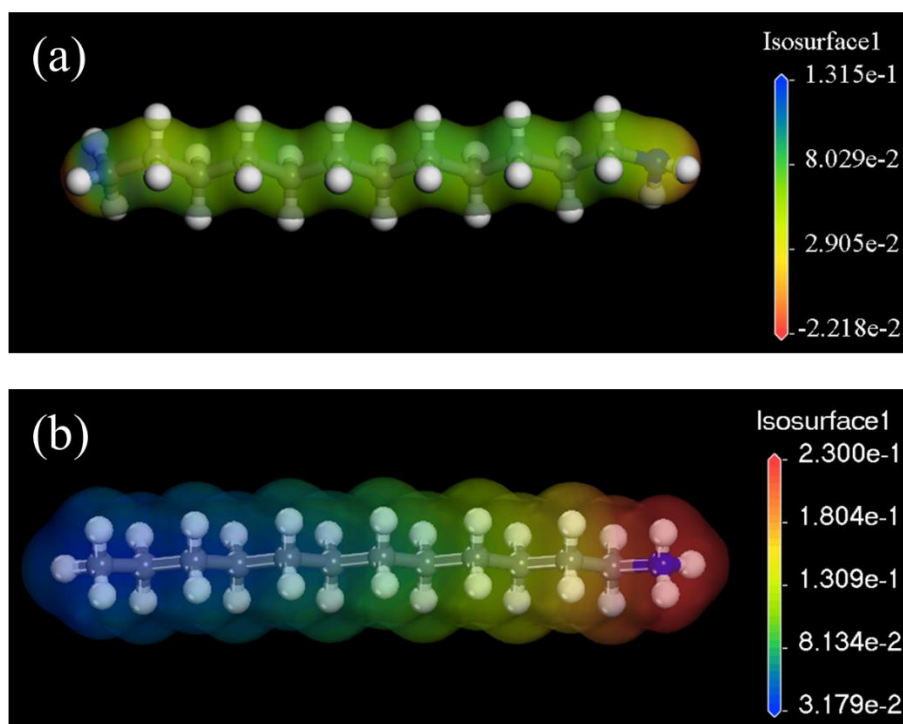 (a)
Isosurface1
1.315e-1
8.029e-2
2.905e-2
-2.218e-2
(b)
Isosurface1
2.300e-1
1.804e-1
1.309e-1
8.134e-2
3.179e-2